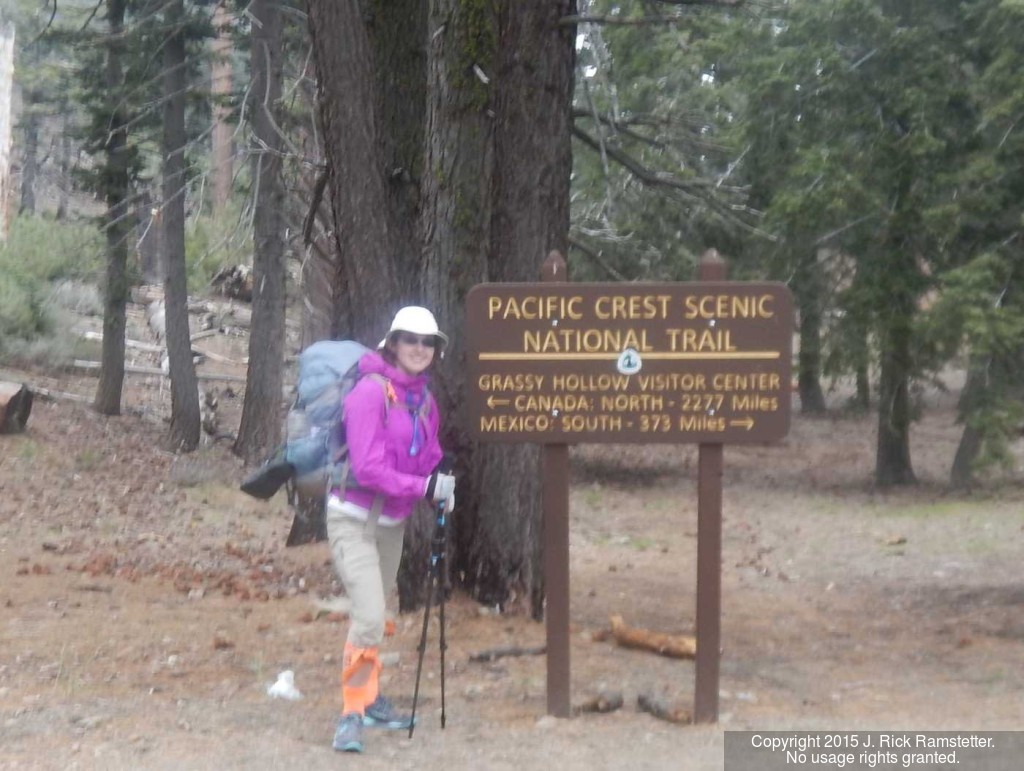 PACIFIC CREST SCENIC
NATIONAL TRAIL
GRASSY HOLLOW VISITOR CENTER
← CANADA: NORTH - 2277 Miles
MEXICO: SOUTH - 373 Miles →
Copyright 2015 J. Rick Ramstetter.
No usage rights granted.